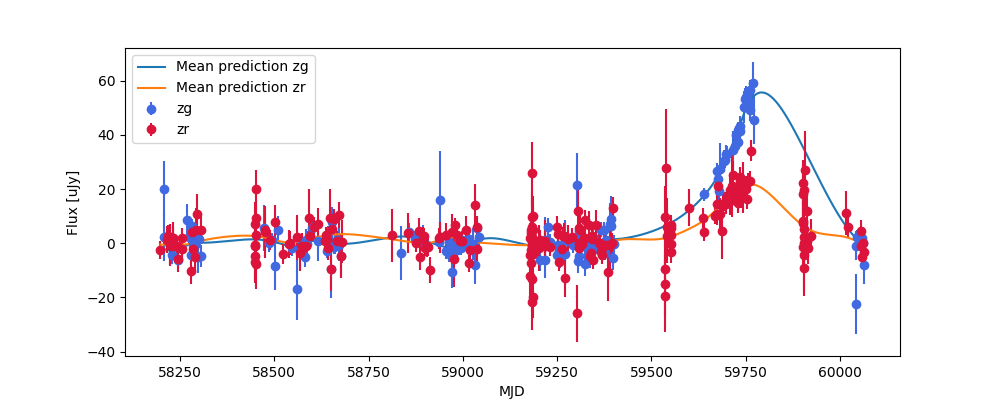 Mean prediction zg
Mean prediction zr
zg
zr
Flux [uJy]
60
40
20
0
−20
−40
58250
58500
58750
59000
59250
59500
59750
60000
MJD